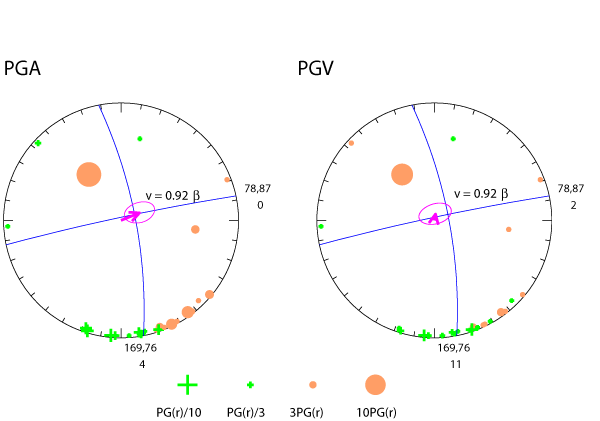 PGA
PGV
v = 0.92 β
v = 0.92 β
78,87
0
78,87
2
169,76
4
169,76
11
PG(r)/10
PG(r)/3
3PG(r)
10PG(r)